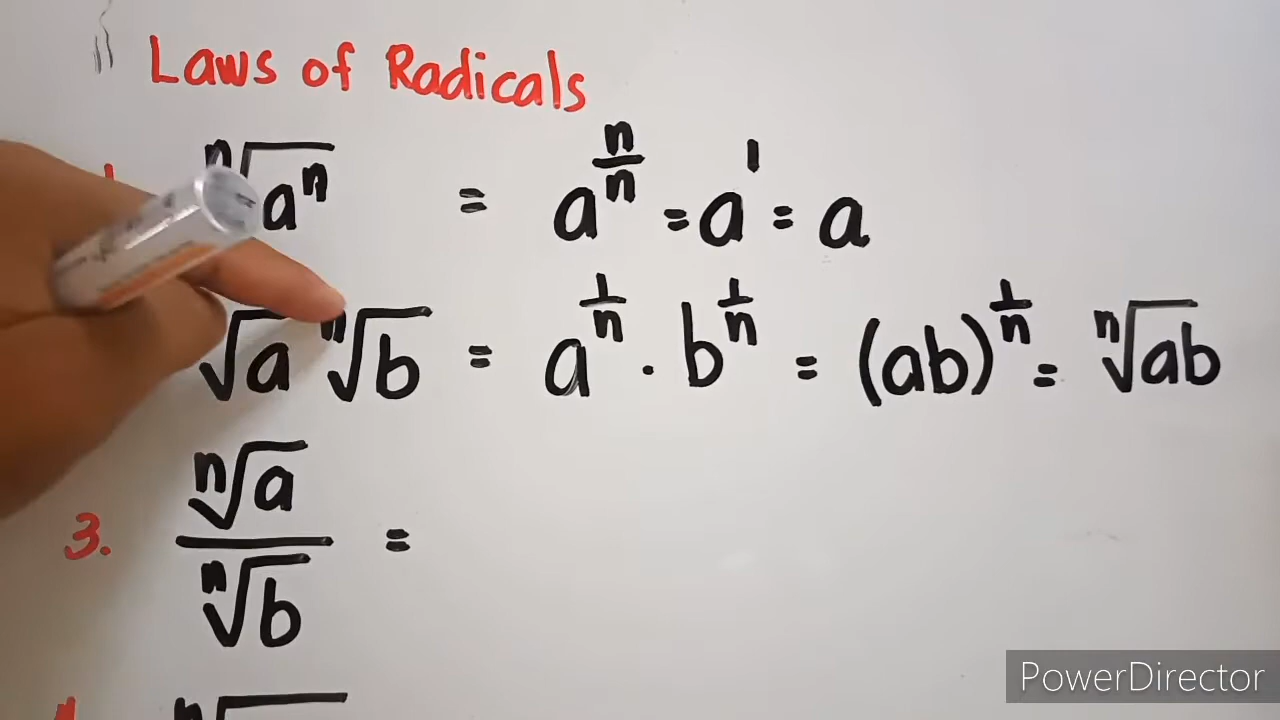 Laws of Radicals
ⁿ√aⁿ = a^(n/n) = a¹ = a
√a ⁿ√b = a^(1/n) · b^(1/n) = (ab)^(1/n) = ⁿ√ab
3. ⁿ√a / ⁿ√b =
n√
PowerDirector